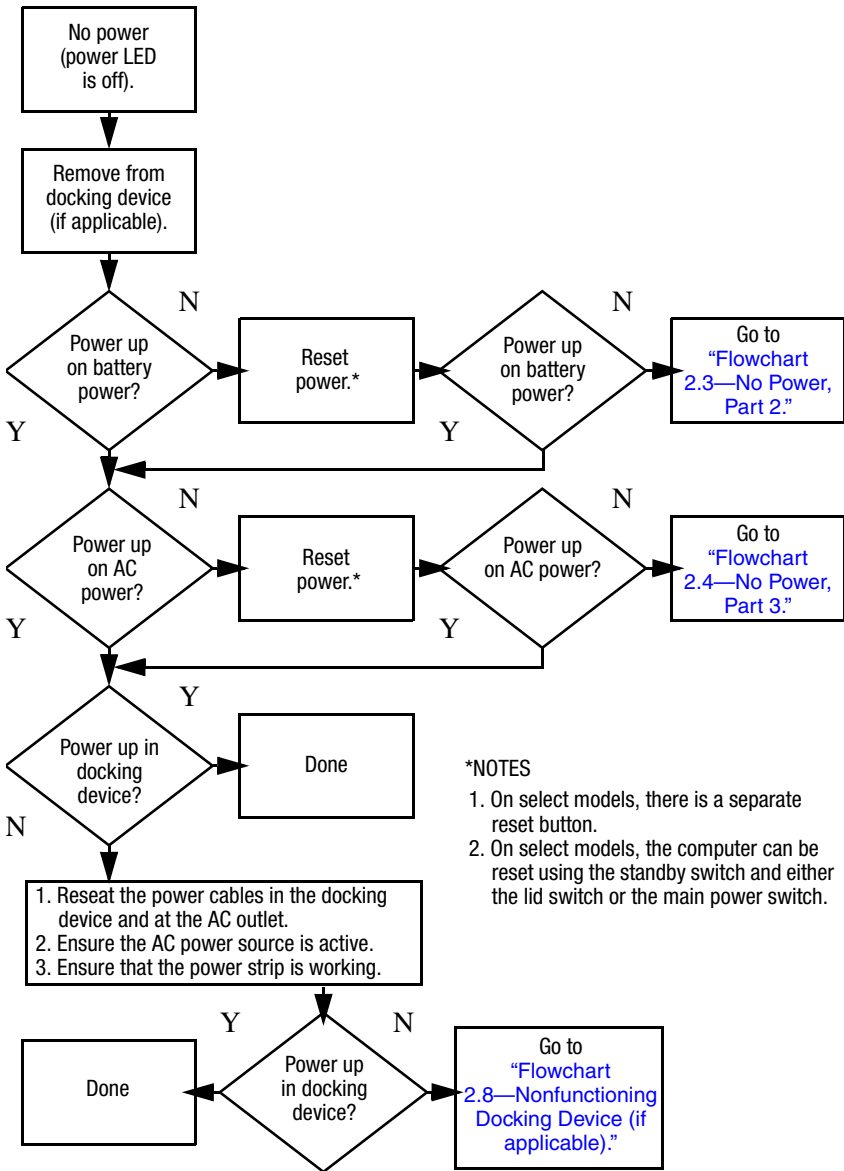 No power
(power LED
is off).
Remove from
docking device
(if applicable).
N
Power up
on battery
power?
Y
Reset
power.*
N
Power up
on battery
power?
Y
Go to
“Flowchart
2.3—No Power,
Part 2.”
N
Power up
on AC
power?
Y
Reset
power.*
N
Power up
on AC power?
Y
Go to
“Flowchart
2.4—No Power,
Part 3.”
Y
Power up in
docking
device?
N
Done
*NOTES
1. On select models, there is a separate
reset button.
2. On select models, the computer can be
reset using the standby switch and either
the lid switch or the main power switch.
1. Reseat the power cables in the docking
device and at the AC outlet.
2. Ensure the AC power source is active.
3. Ensure that the power strip is working.
Y
N
Done
Power up
in docking
device?
Go to
“Flowchart
2.8—Nonfunctioning
Docking Device (if
applicable).”